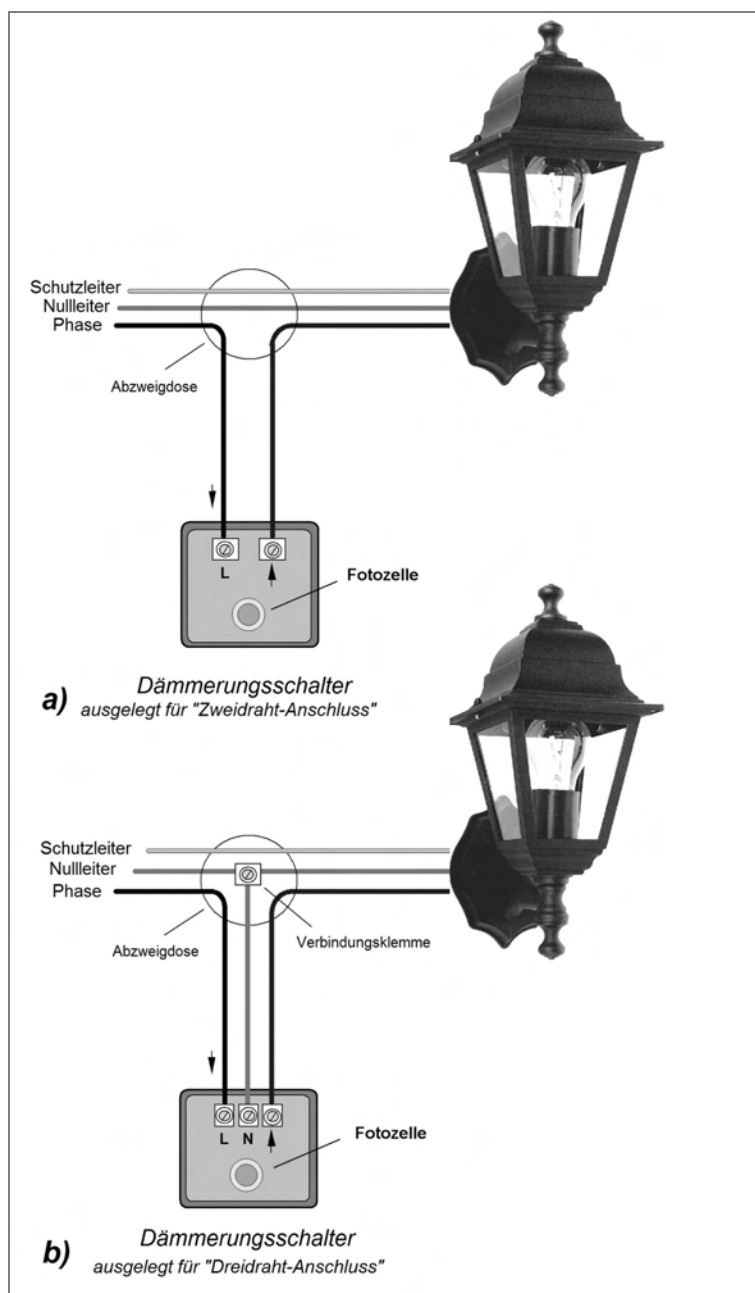 Schutzleiter
Nullleiter
Phase
Abzweigdose
L
Fotozelle
a) Dämmerungsschalter
ausgelegt für "Zweidraht-Anschluss"
Schutzleiter
Nullleiter
Phase
Abzweigdose
Verbindungsklemme
L N
Fotozelle
b) Dämmerungsschalter
ausgelegt für "Dreidraht-Anschluss"